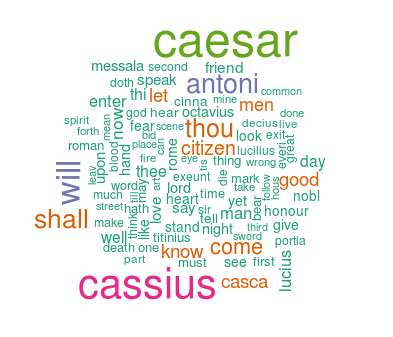 caesar
messala second friend
doth speak antoni common
enter thi let cinna mine men
god hear octavius done
spirit now fear thou decius live
forth mean bid scene citizen look exit great
roman blood place can rome lucilius everi
will leav upon hand fire eye thing wrong day
word thee exeunt tis die mark follow hous good
much till may art lord time take nobl
street hath love heart yet bear honour
shall make think like say sir man
well stand tell night come third give
titinius sword portia
death one know see first lucius
part must
cassius casca